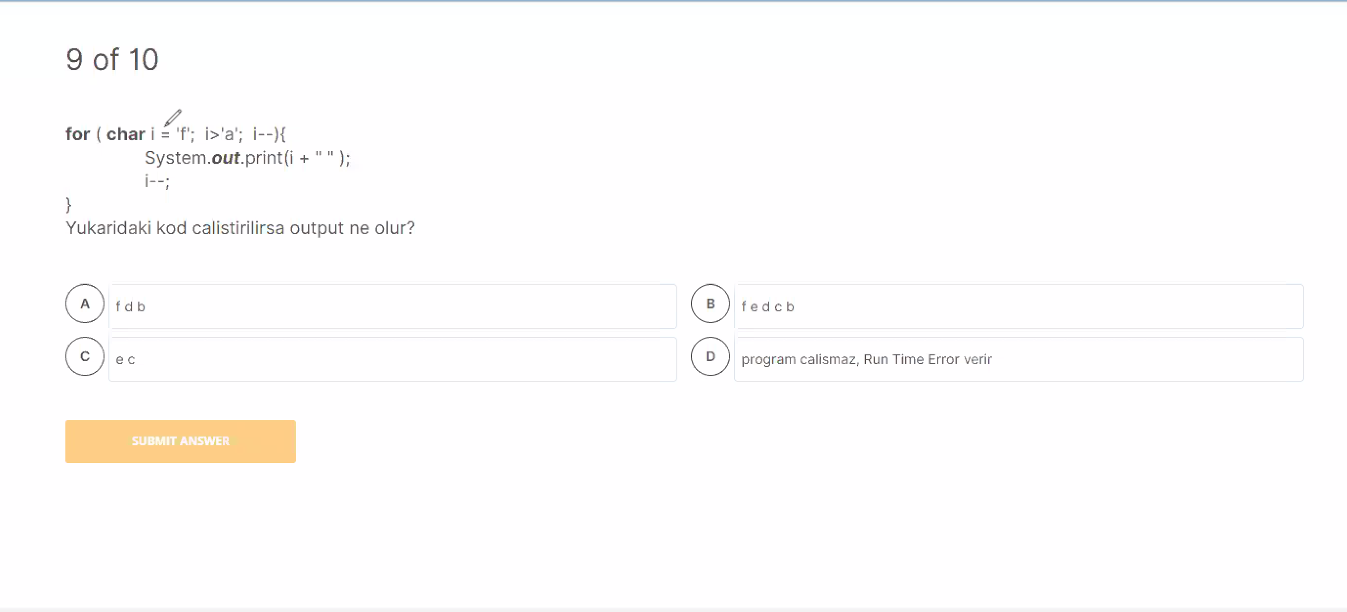 9 of 10
for ( char i = 'f'; i>'a'; i--){
System.out.print(i + " " );
i--;
}
Yukaridaki kod calistirilirsa output ne olur?
A f d b
B f e d c b
C e c
D program calismaz, Run Time Error verir
SUBMIT ANSWER